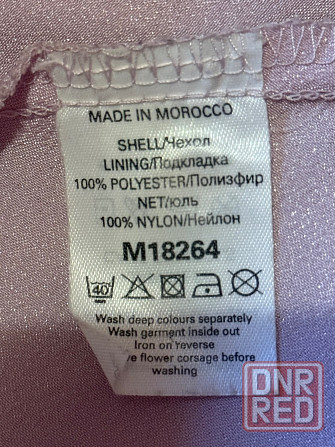 MADE IN MOROCCO
SHELL/Чехол
LINING/Подкладка
100% POLYESTER/Полизфир
NET/юль
100% NYLON/Нейлон
M18264
40
Wash deep colours separately
Wash garment inside out
Iron on reverse
ve flower corsage before
washing
DNR
RED